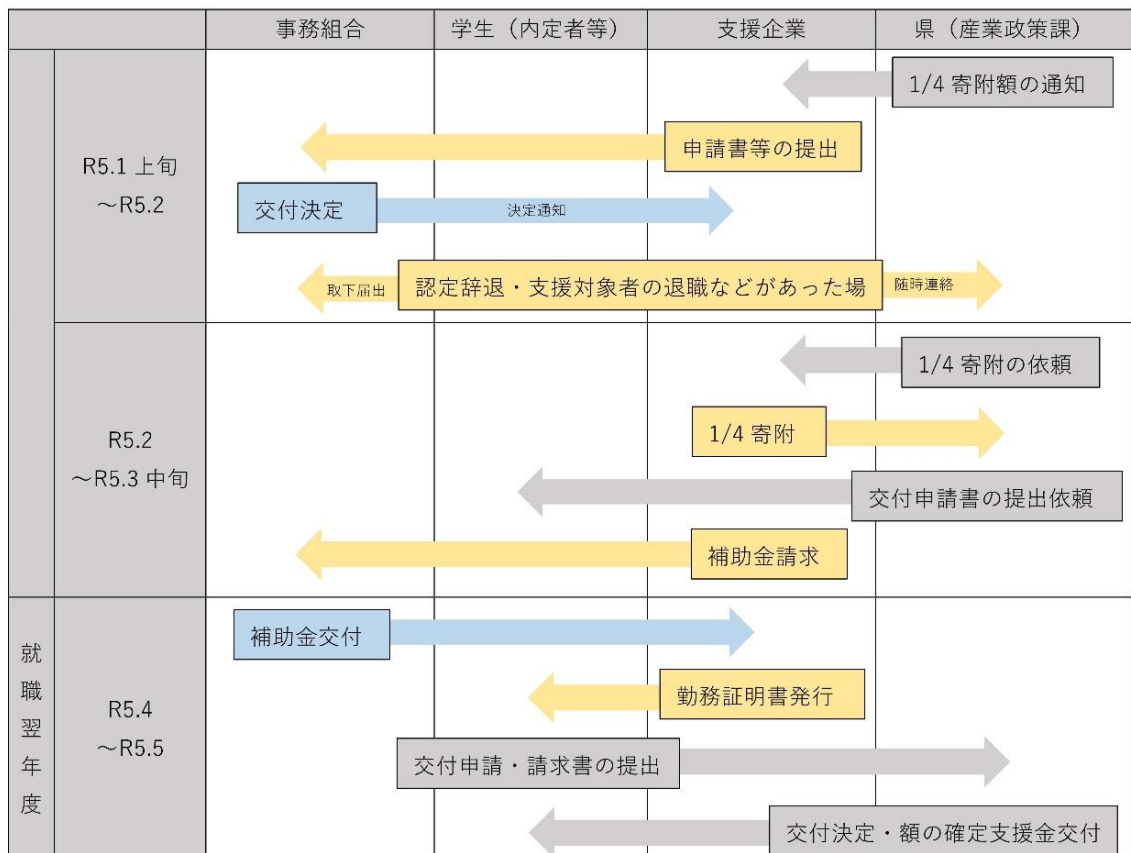 事務組合
学生（内定者等）
支援企業
県（産業政策課）
R5.1 上旬
～R5.2
1/4 寄附額の通知
申請書等の提出
交付決定
決定通知
取下届出
認定辞退・支援対象者の退職などがあった場
随時連絡
R5.2
～R5.3 中旬
1/4 寄附の依頼
1/4 寄附
交付申請書の提出依頼
補助金請求
就職翌年度
R5.4
～R5.5
補助金交付
勤務証明書発行
交付申請・請求書の提出
交付決定・額の確定支援金交付